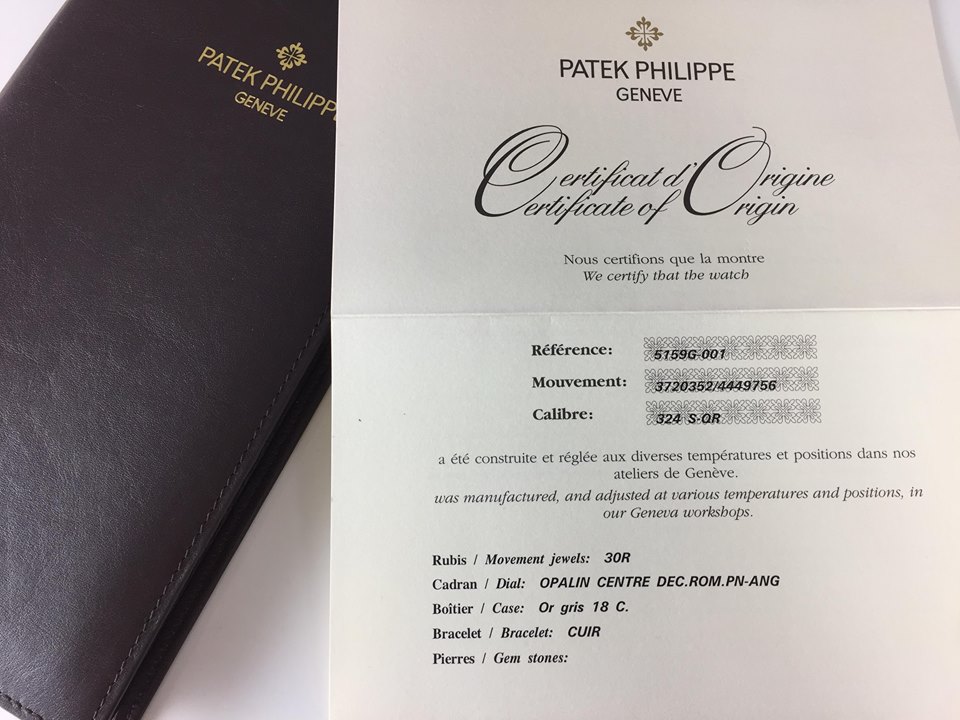 PATEK PHILIPPE
GENEVE
PATEK PHILIPPE
GENEVE
Certificat d'Origine
Certificate of Origin
Nous certifions que la montre
We certify that the watch
Référence: 5159G-001
Mouvement: 3720352/4449756
Calibre: 324 S QR
a été construite et réglée aux diverses températures et positions dans nos
ateliers de Genève.
was manufactured, and adjusted at various temperatures and positions, in
our Geneva workshops.
Rubis / Movement jewels: 30R
Cadran / Dial: OPALIN CENTRE DEC.ROM.PN-ANG
Boîtier / Case: Or gris 18 C.
Bracelet / Bracelet: CUIR
Pierres / Gem stones: